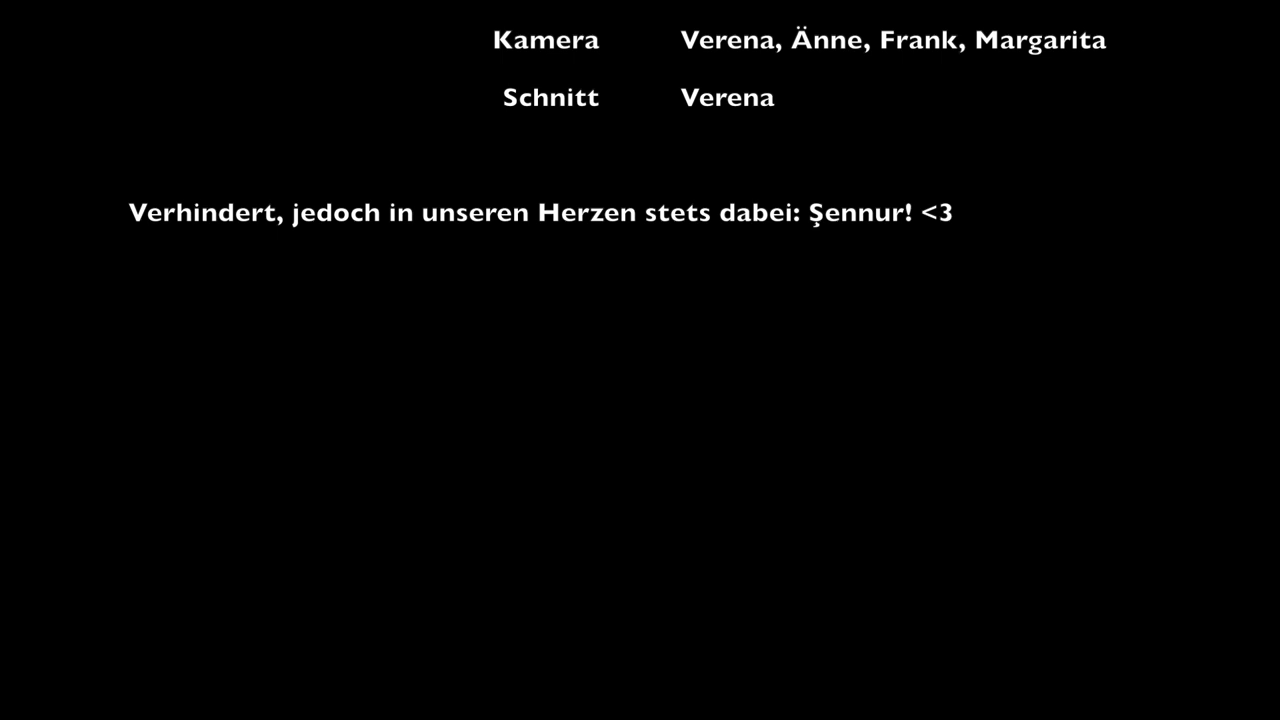 Kamera Verena, Änne, Frank, Margarita
Schnitt Verena
Verhindert, jedoch in unseren Herzen stets dabei: Şennur! <3